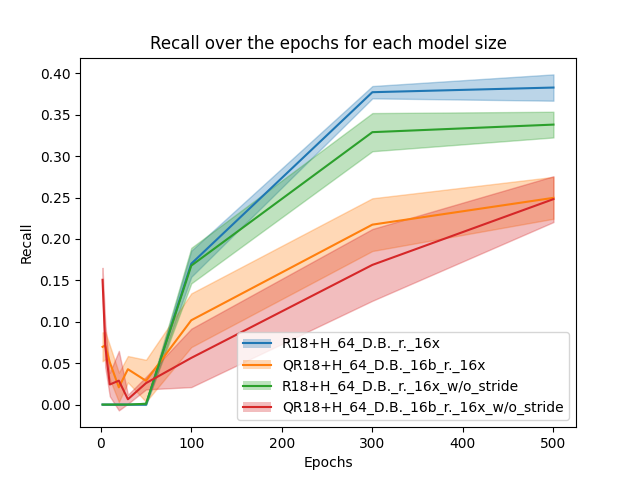 Recall over the epochs for each model size
0.40
0.35
0.30
0.25
0.20
0.15
0.10
0.05
0.00
Recall
R18+H_64_D.B._r._16x
QR18+H_64_D.B._16b_r._16x
R18+H_64_D.B._r._16x_w/o_stride
QR18+H_64_D.B._16b_r._16x_w/o_stride
0 100 200 300 400 500
Epochs